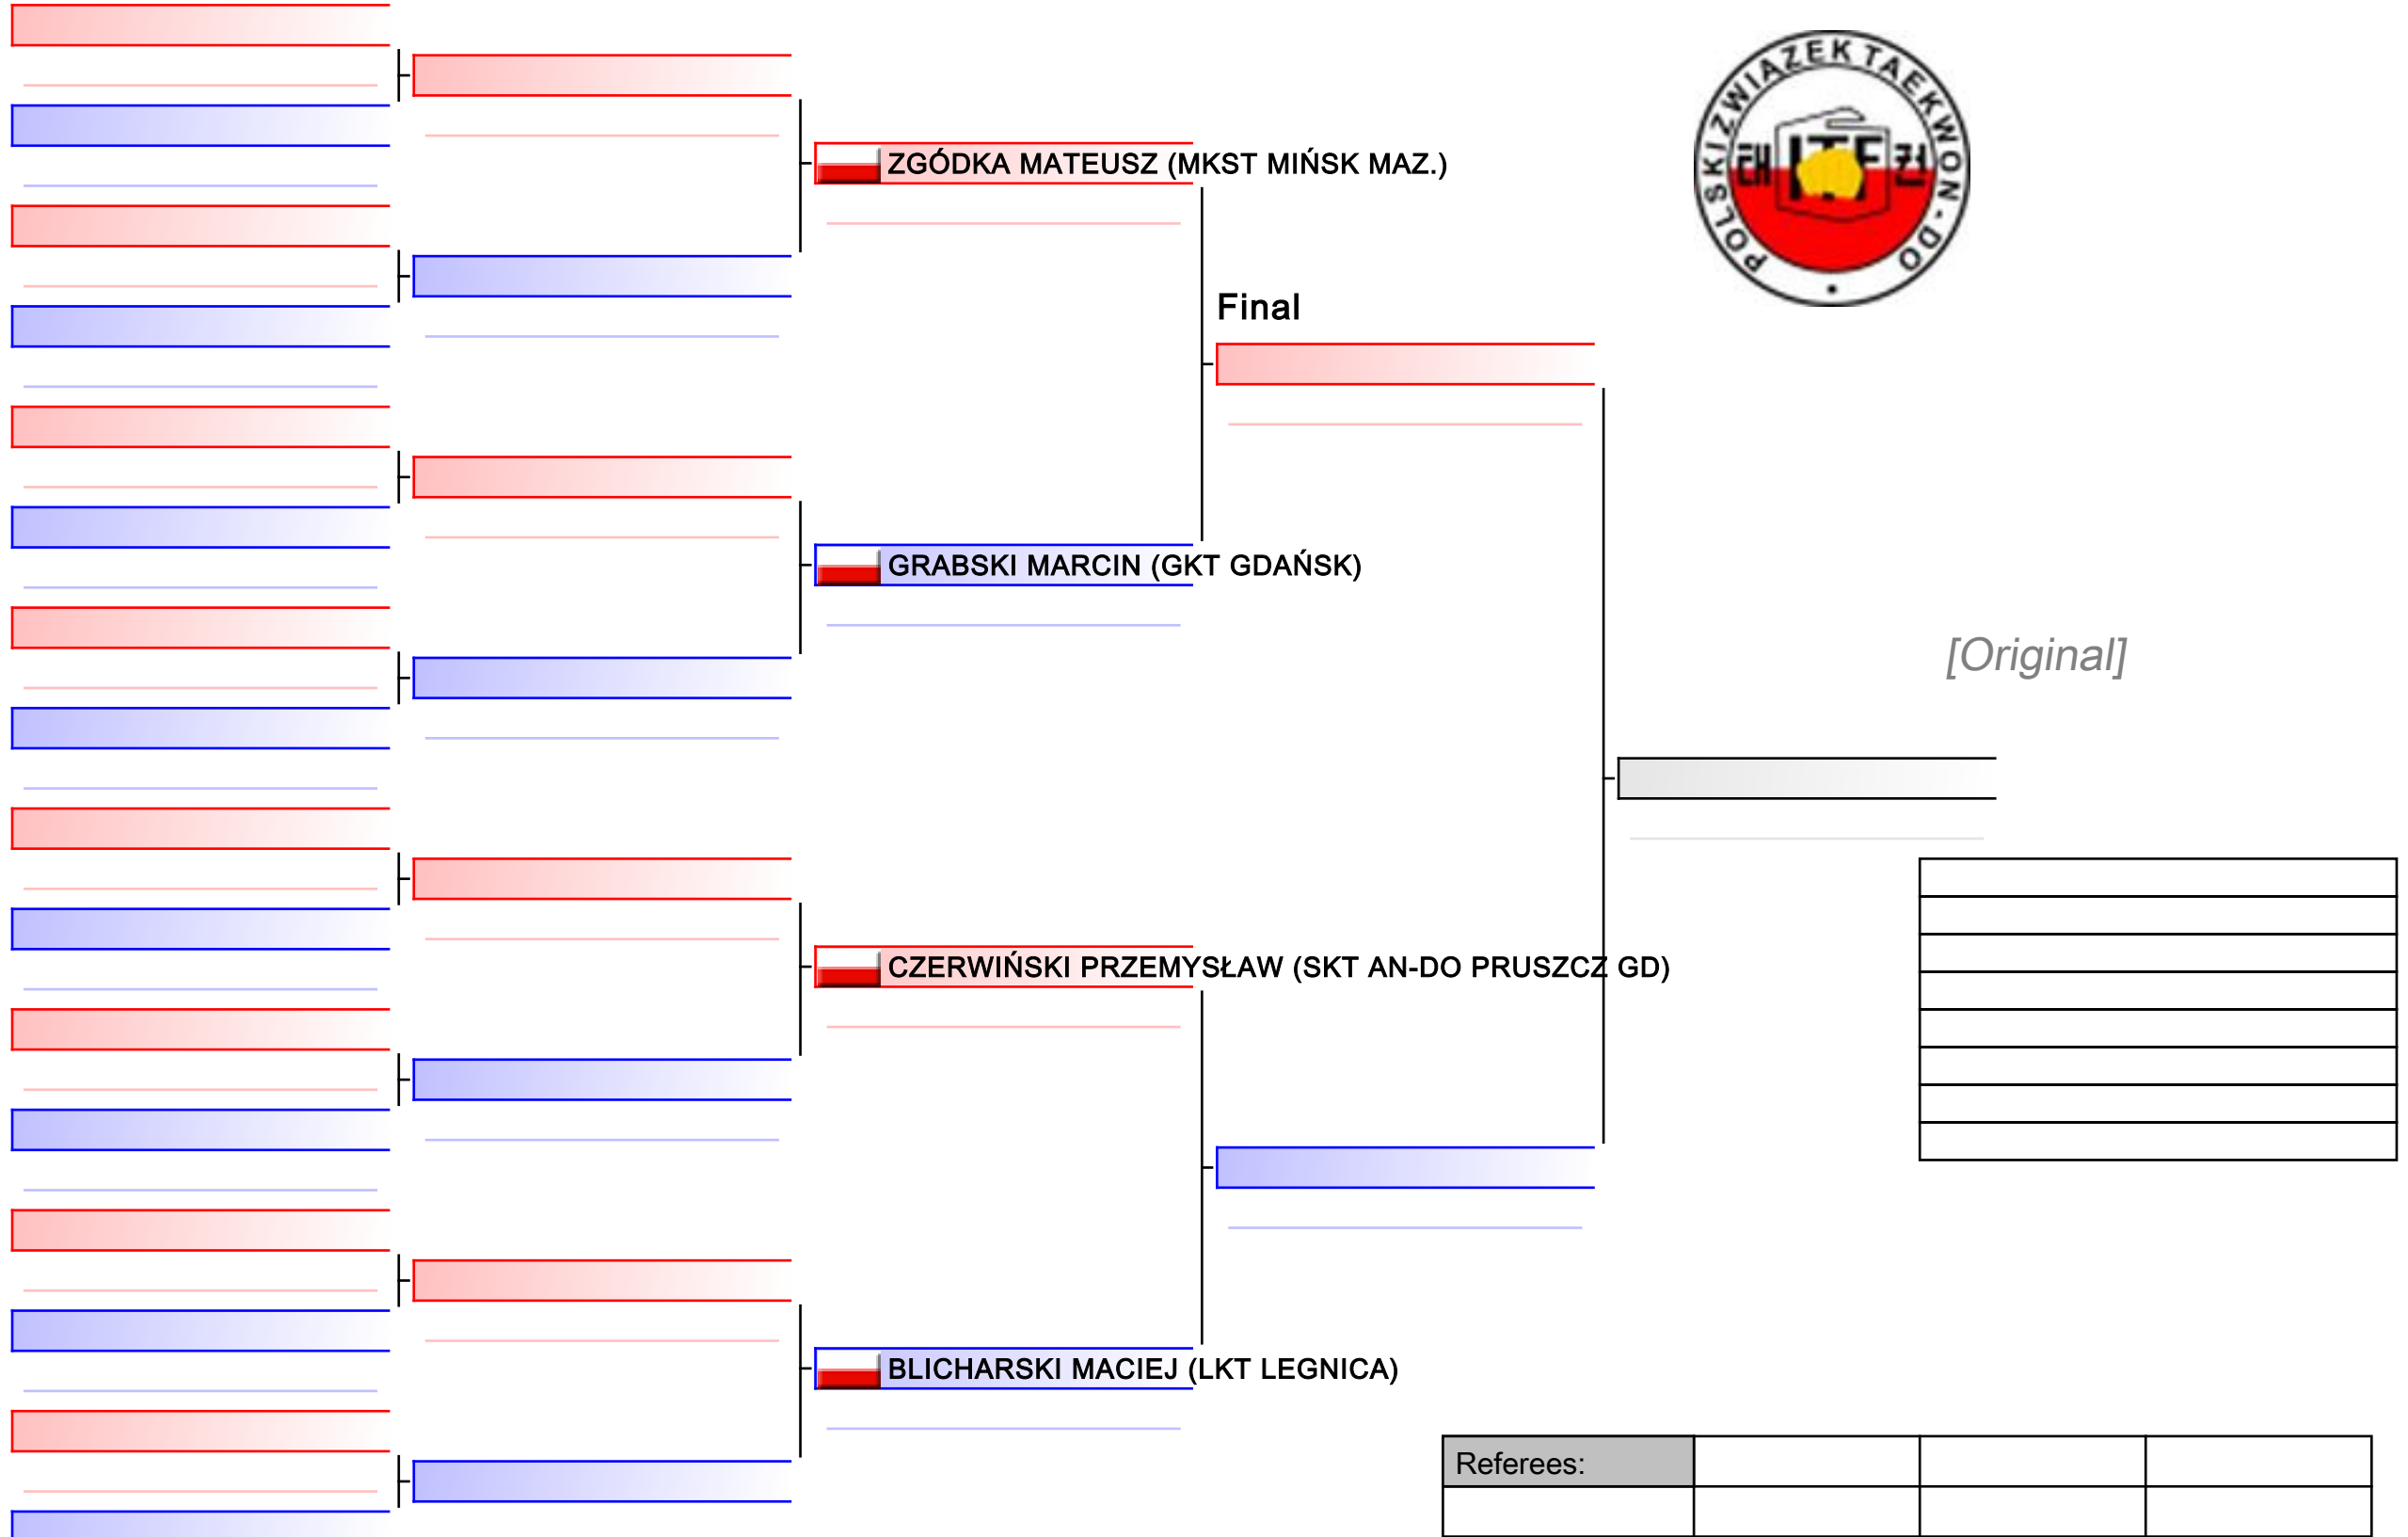 POLSKI ZWIAZEK TAEKWON-DO
ITF
ZGÓDKA MATEUSZ (MKST MIŃSK MAZ.)
Final
GRABSKI MARCIN (GKT GDAŃSK)
[Original]
CZERWIŃSKI PRZEMYSŁAW (SKT AN-DO PRUSZCZ GD)
BLICHARSKI MACIEJ (LKT LEGNICA)
Referees: